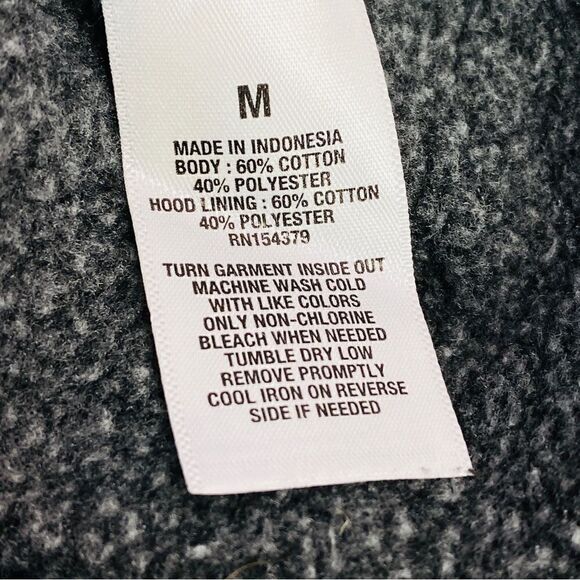 M
MADE IN INDONESIA
BODY : 60% COTTON
40% POLYESTER
HOOD LINING : 60% COTTON
40% POLYESTER
RN154379
TURN GARMENT INSIDE OUT
MACHINE WASH COLD
WITH LIKE COLORS
ONLY NON-CHLORINE
BLEACH WHEN NEEDED
TUMBLE DRY LOW
REMOVE PROMPTLY
COOL IRON ON REVERSE
SIDE IF NEEDED